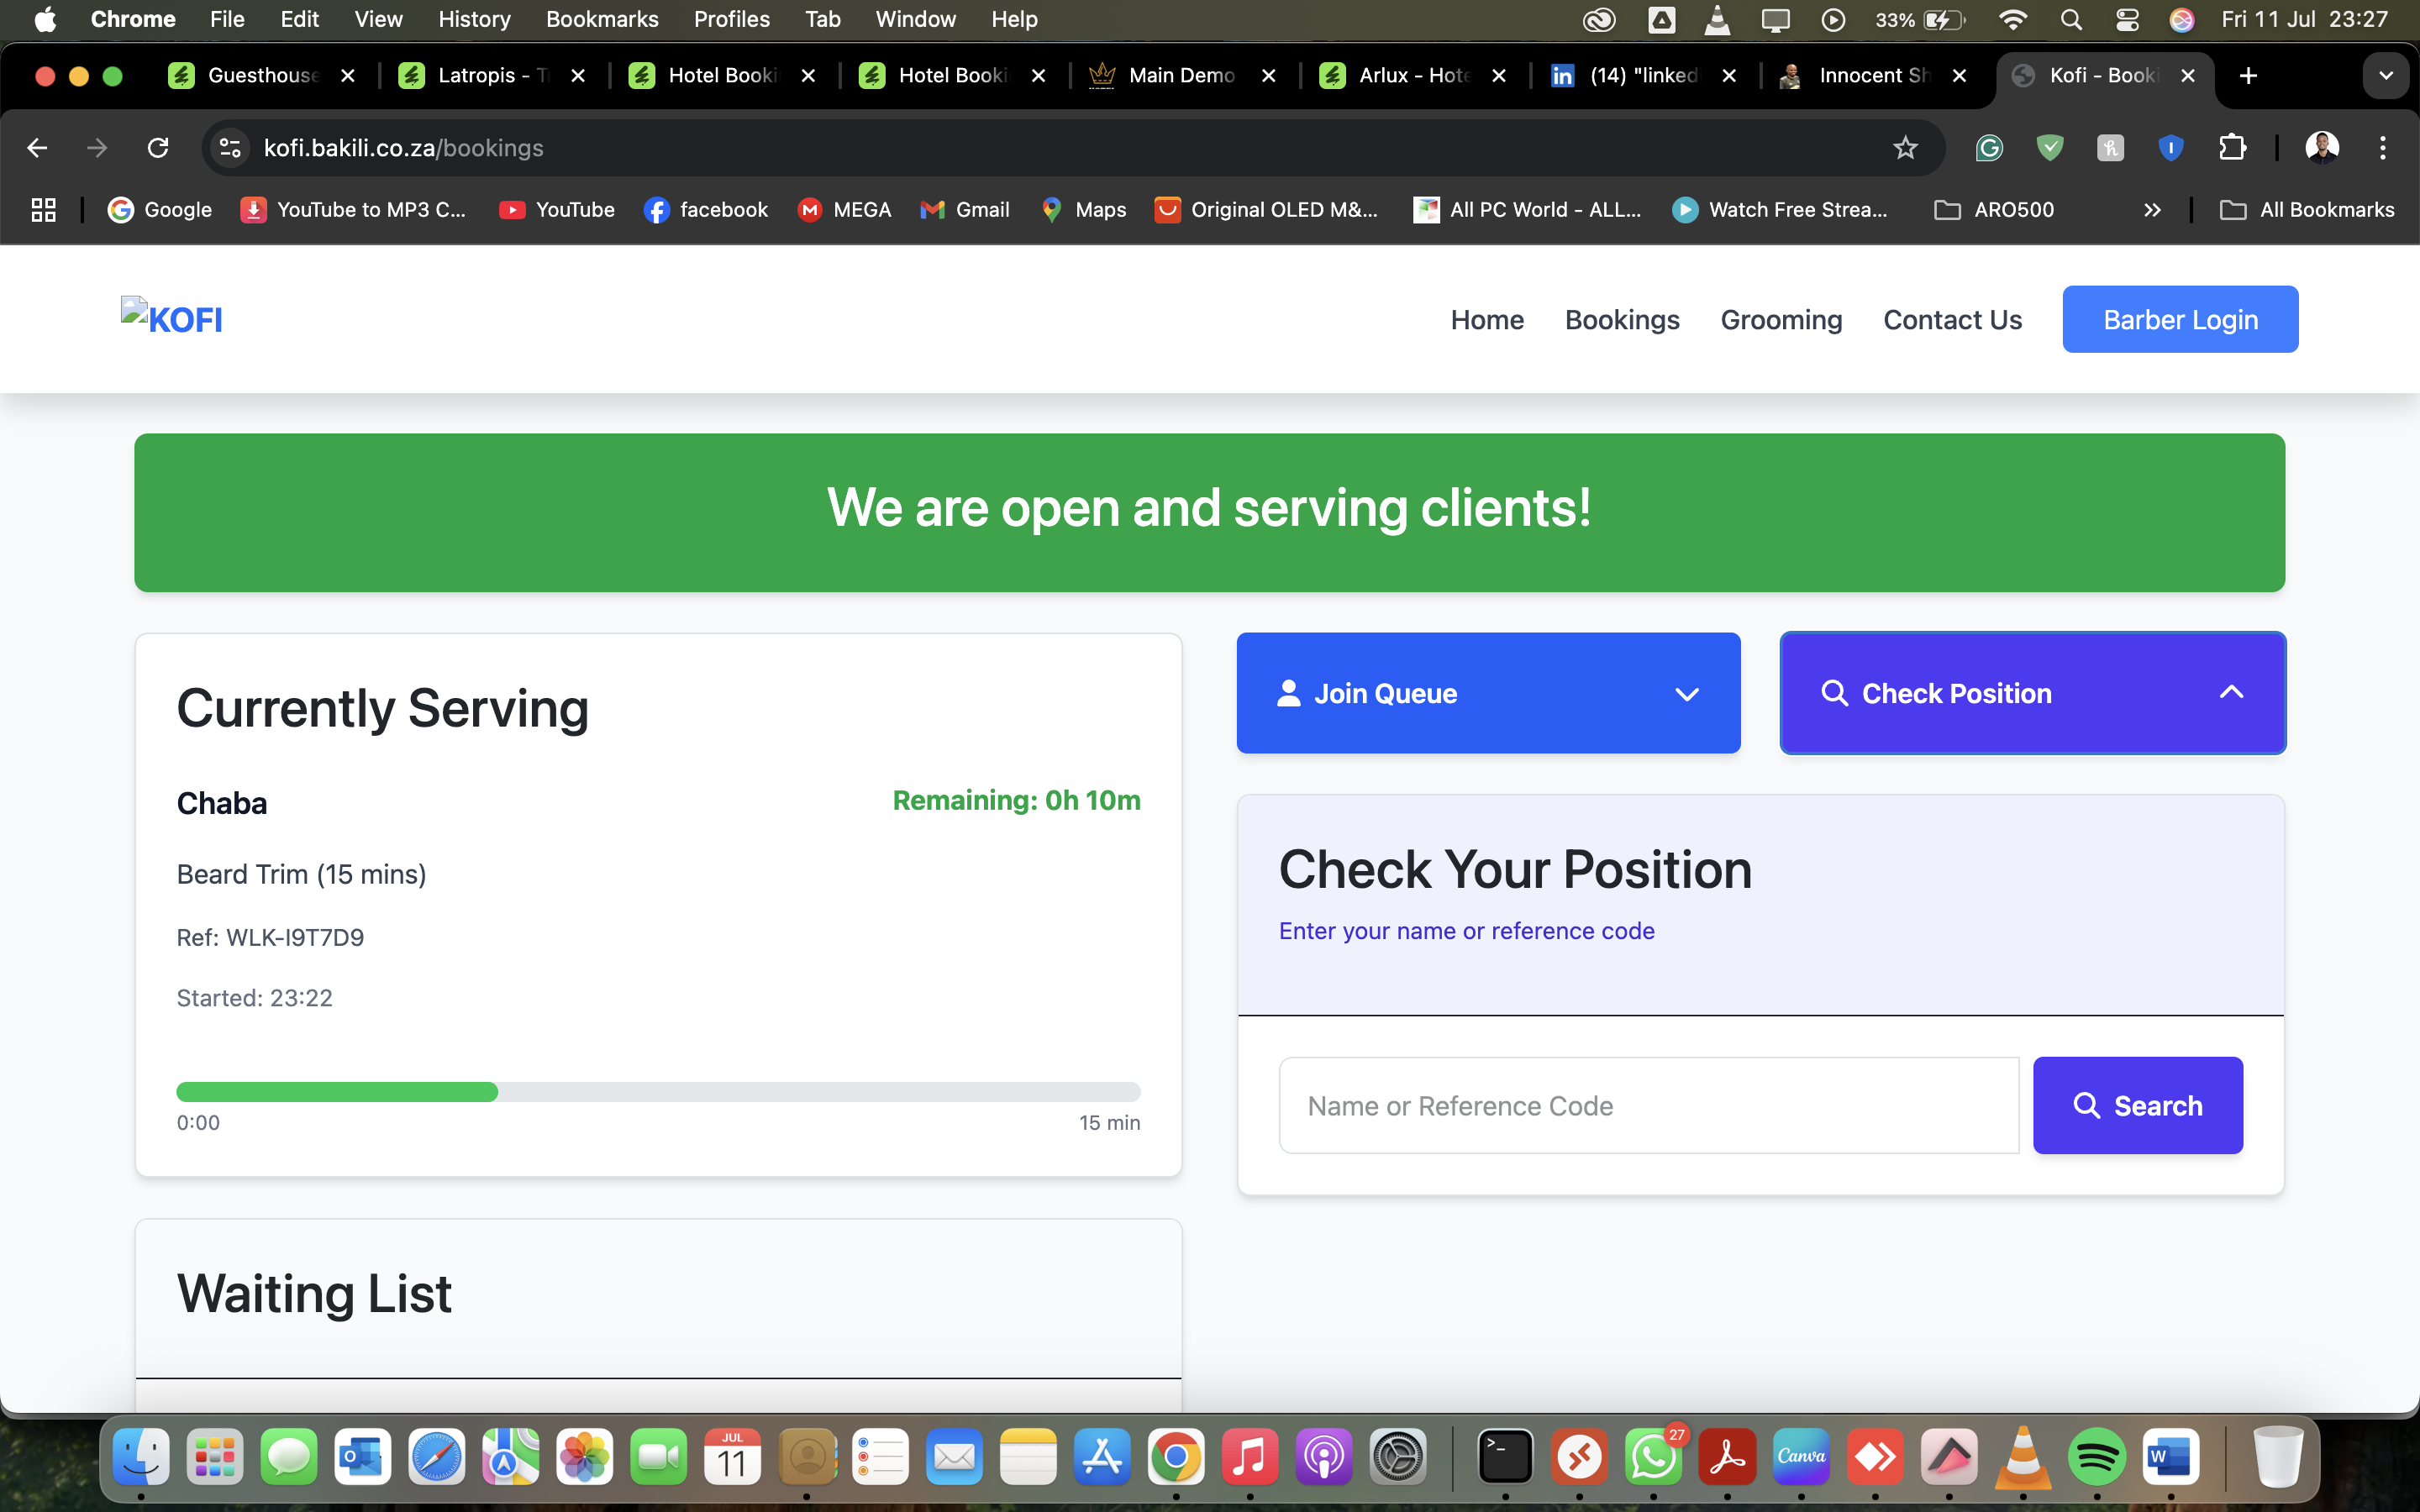 Chrome File Edit View History Bookmarks Profiles Tab Window Help 33% Fri 11 Jul 23:27
Guesthouse Latropis - T Hotel Booki Hotel Booki Main Demo Arlux - Hote (14) "linked Innocent Sh Kofi - Booki
kofi.bakili.co.za/bookings
Google YouTube to MP3 C... YouTube facebook MEGA Gmail Maps Original OLED M&... All PC World - ALL... Watch Free Strea... ARO500 All Bookmarks
KOFI Home Bookings Grooming Contact Us Barber Login
We are open and serving clients!
Currently Serving
Chaba Remaining: 0h 10m
Beard Trim (15 mins)
Ref: WLK-I9T7D9
Started: 23:22
0:00 15 min
Waiting List
Join Queue Check Position
Check Your Position
Enter your name or reference code
Name or Reference Code Search
JUL
11
27
Canva